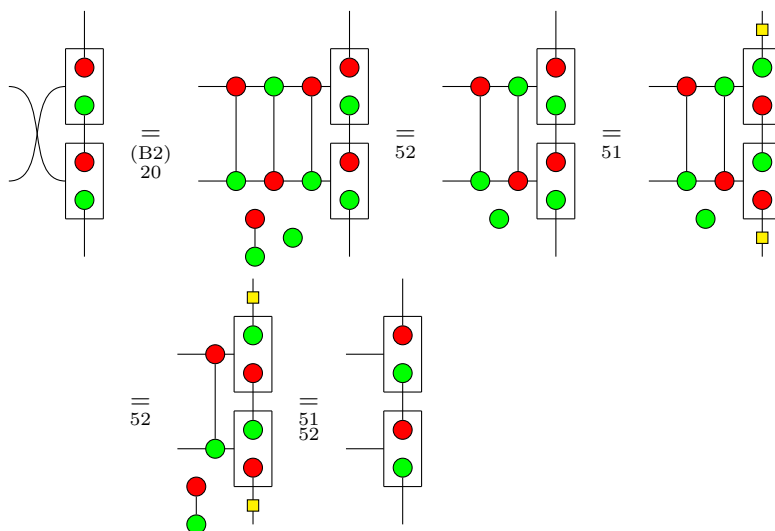 = = =
(B2) 52 51
20
= =
52 51
52